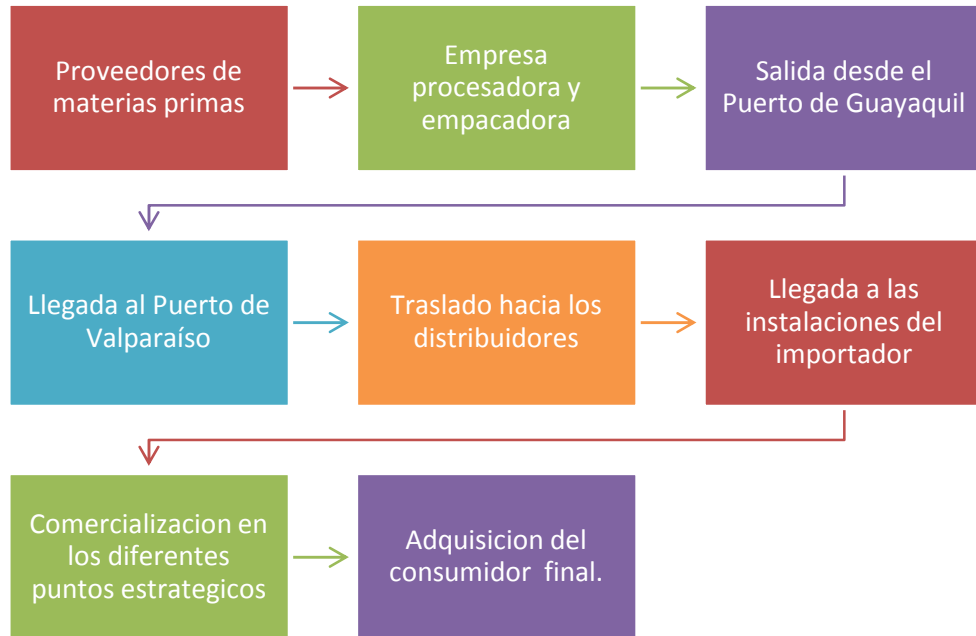 Proveedores de
materias primas
Empresa
procesadora y
empacadora
Salida desde el
Puerto de Guayaquil
Llegada al Puerto de
Valparaíso
Traslado hacia los
distribuidores
Llegada a las
instalaciones del
importador
Comercializacion en
los diferentes
puntos estrategicos
Adquisicion del
consumidor  final.